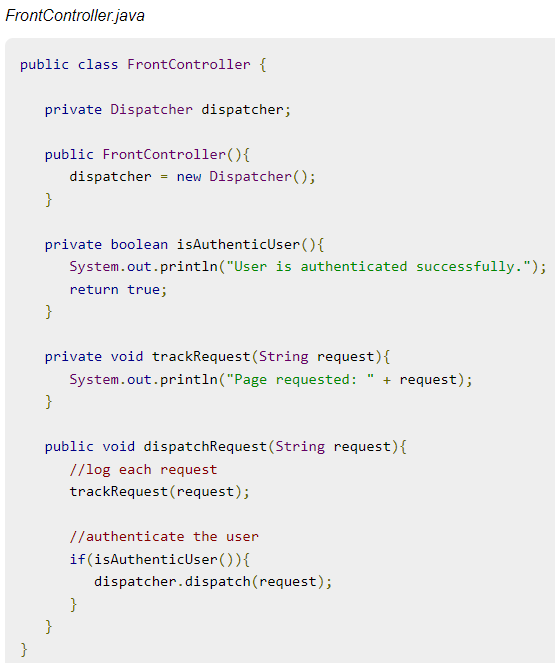 FrontController.java
public class FrontController {
private Dispatcher dispatcher;
public FrontController(){
dispatcher = new Dispatcher();
}
private boolean isAuthenticUser(){
System.out.println("User is authenticated successfully.");
return true;
}
private void trackRequest(String request){
System.out.println("Page requested: " + request);
}
public void dispatchRequest(String request){
//log each request
trackRequest(request);
//authenticate the user
if(isAuthenticUser()){
dispatcher.dispatch(request);
}
}
}